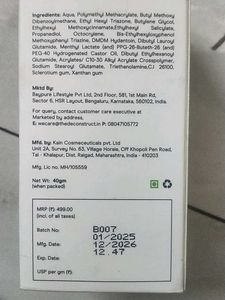 Ingredients: Aqua, Polymethyl Methacrylate, Butyl Methoxy
Dibenzoylmethane, Ethyl Hexyl Triazone, Butylene Glycol,
Ethylhexyl Methoxycinnamate, Ethylhexyl Salicylate,
Propanediol, Octocrylene, Bis-Ethylhexyloxyphenol
Methoxyphenyl Triazine, DMDM Hydantoin, Dibutyl Lauroyl
Glutamide, Menthyl Lactate (and) PPG-26-Buteth-26 (and)
PEG-40 Hydrogenated Castor Oil, Dibutyl Ethylhexanoyl
Glutamide, Acrylates/ C10-30 Alkyl Acrylate Crosspolymer,
Sodium Stearoyl Glutamate, Triethanolamine, CI 26100,
Sclerotium gum, Xanthan gum
Mktd By:
Baypure Lifestyle Pvt Ltd, 2nd Floor, 581, 1st Main Rd,
Sector 6, HSR Layout, Bengaluru, Karnataka, 560102, India.
For complaints contact our customer care executive at
Marketed by address,
E: wecare@thedeconstruct.in P: 08047105772
Mfd. by:
Kain Cosmeceuticals pvt Ltd
Unit 2A, Survey No. 63, Village Horale, Off Khopoli Pen Road,
Tal - Khalapur, Dist. Raigad, Maharashtra, India - 410203
Mfg. Lic no. MH/105559
Net Wt: 40gm
(when packed)
MRP (₹): 499.00
(incl. of all taxes)
Batch No: B007
Mfg. Date: 01/2025
Exp. Date: 12/2026
USP per gm (₹): 12.47